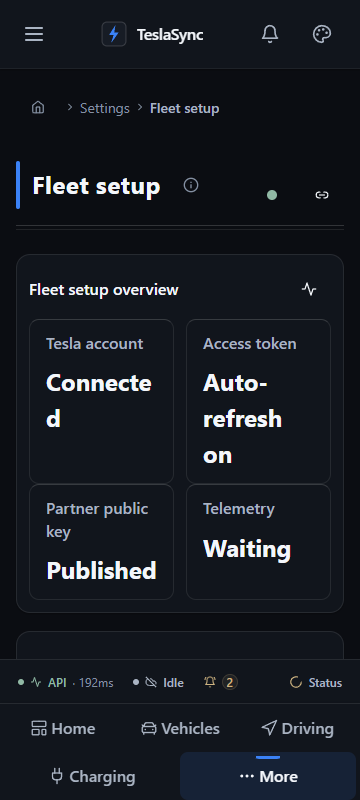 TeslaSync
Settings Fleet setup
Fleet setup
Fleet setup overview
Tesla account
Connecte
d
Access token
Auto-
refresh
on
Partner public
key
Published
Telemetry
Waiting
API · 192ms Idle 2 Status
Home Vehicles Driving
Charging More